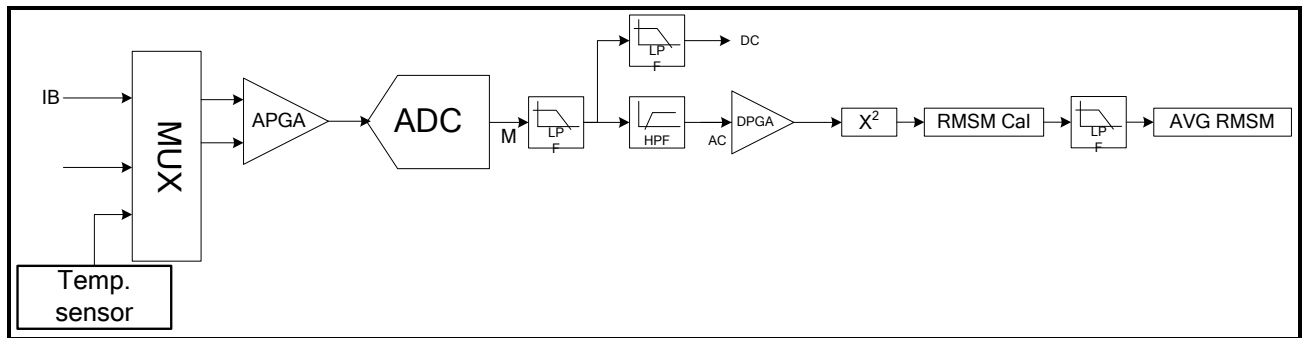 IB
MUX
APGA
ADC
M
LP
F
LP
F
DC
HPF
AC
DPGA
X²
RMSM Cal
LP
F
AVG RMSM
Temp.
sensor